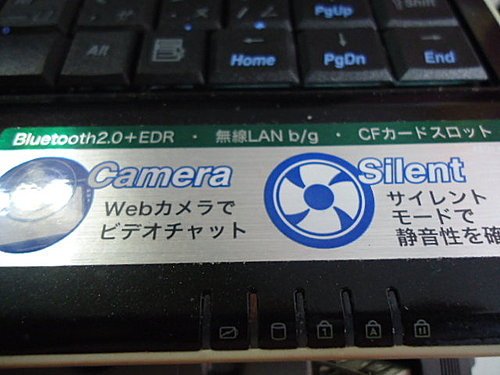 PgUp
Shift
Alt
Home
PgDn
End
Bluetooth2.0+EDR ・ 無線LAN b/g ・ CFカードスロット
Camera
Webカメラで
ビデオチャット
Silent
サイレント
モードで
静音性を確
1
A